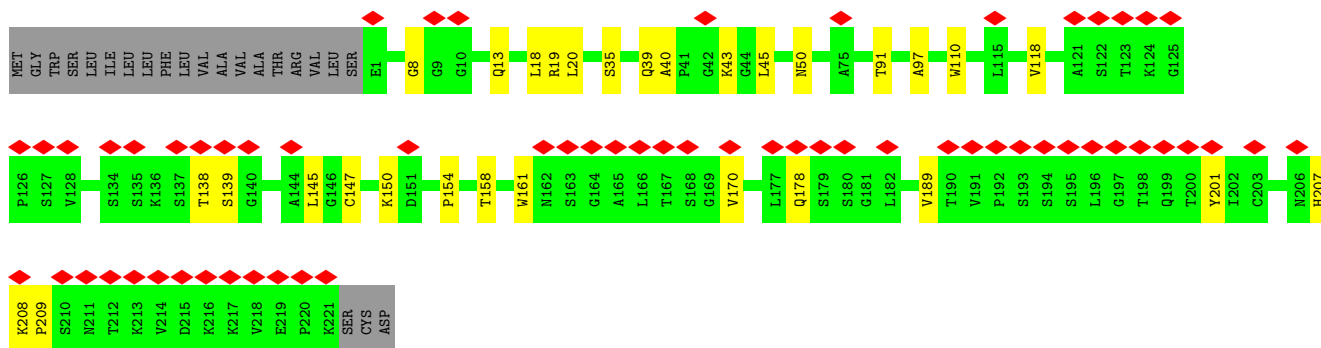 MET GLY TRP SER LEU ILE LEU LEU PHE LEU VAL ALA VAL ALA THR ARG VAL LEU SER E1 G8 G9 G10 Q13 L18 R19 L20 S35 Q39 A40 P41 G42 K43 G44 L45 N50 A75 T91 A97 W110 L115 V118 A121 S122 T123 K124 G125
P126 S127 V128 S134 S135 K136 S137 T138 S139 G140 A144 L145 G146 C147 K150 D151 P154 T158 W161 N162 S163 G164 A165 L166 T167 S168 G169 V170 L177 Q178 S179 S180 G181 L182 V189 T190 V191 P192 S193 S194 S195 L196 G197 T198 Q199 T200 Y201 I202 C203 N206 H207
K208 P209 S210 N211 T212 K213 V214 D215 K216 K217 V218 E219 P220 K221 SER CYS ASP